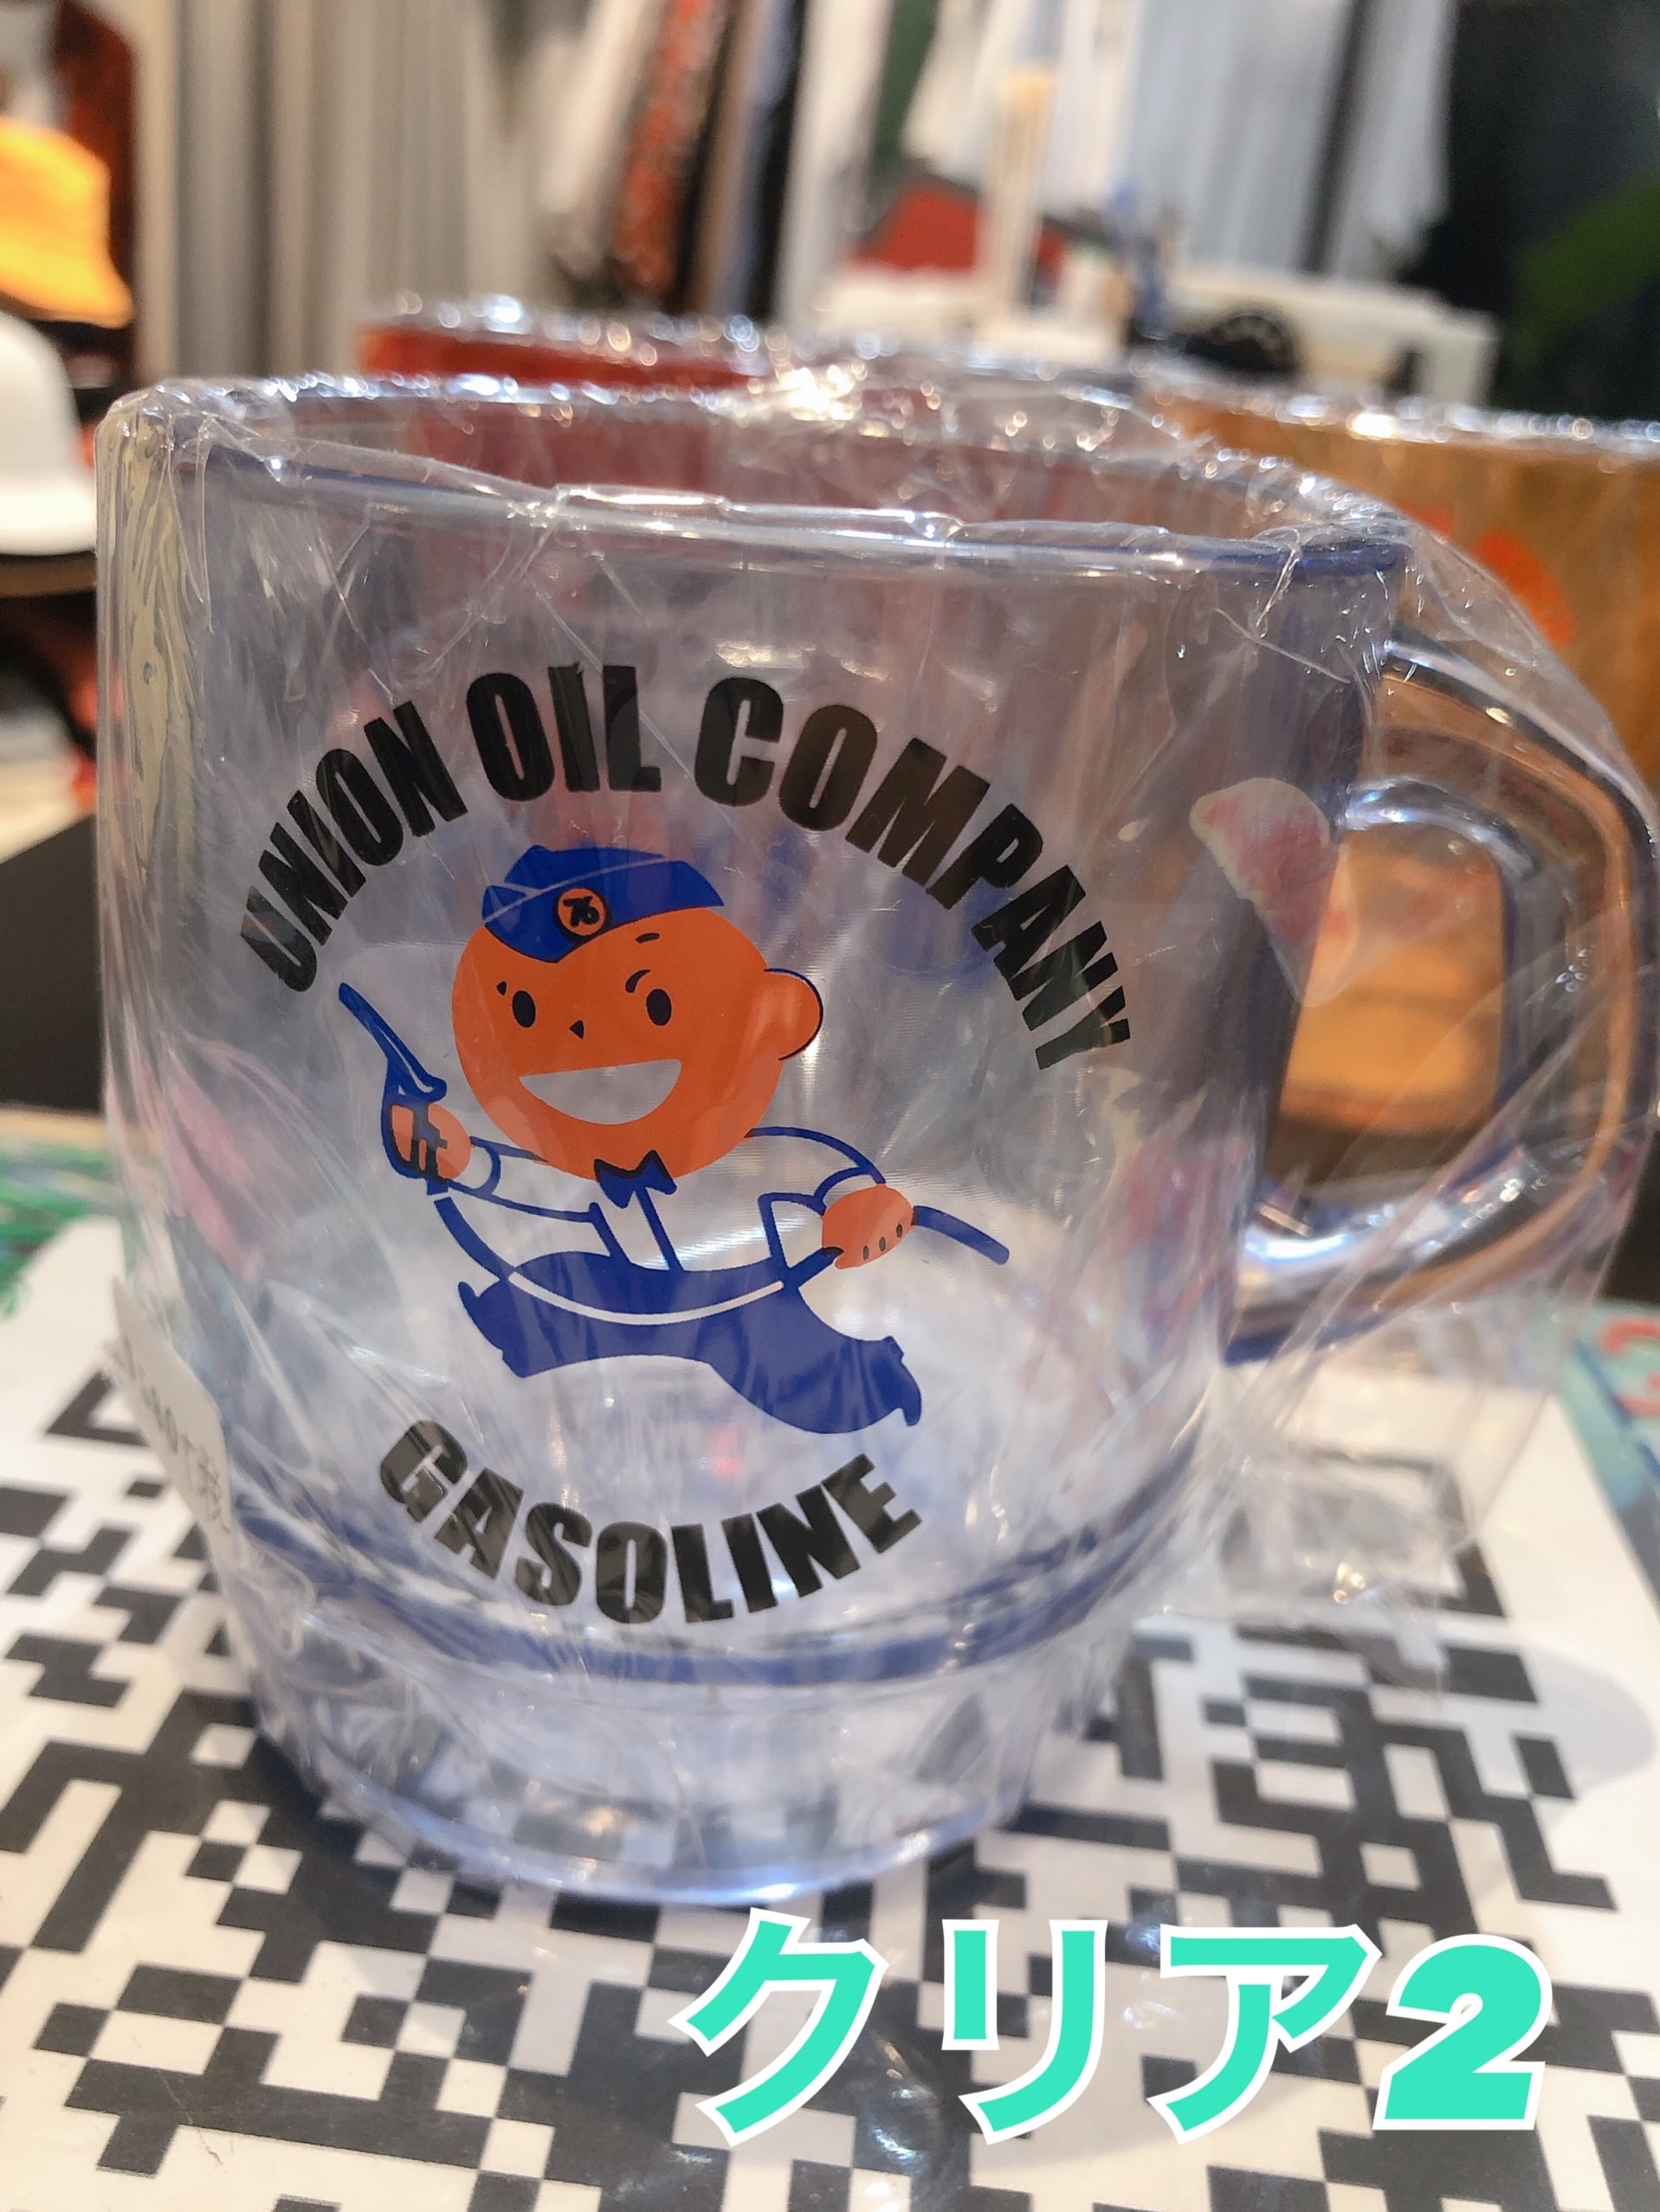 UNION OIL COMPANY
76
GASOLINE
クリア2